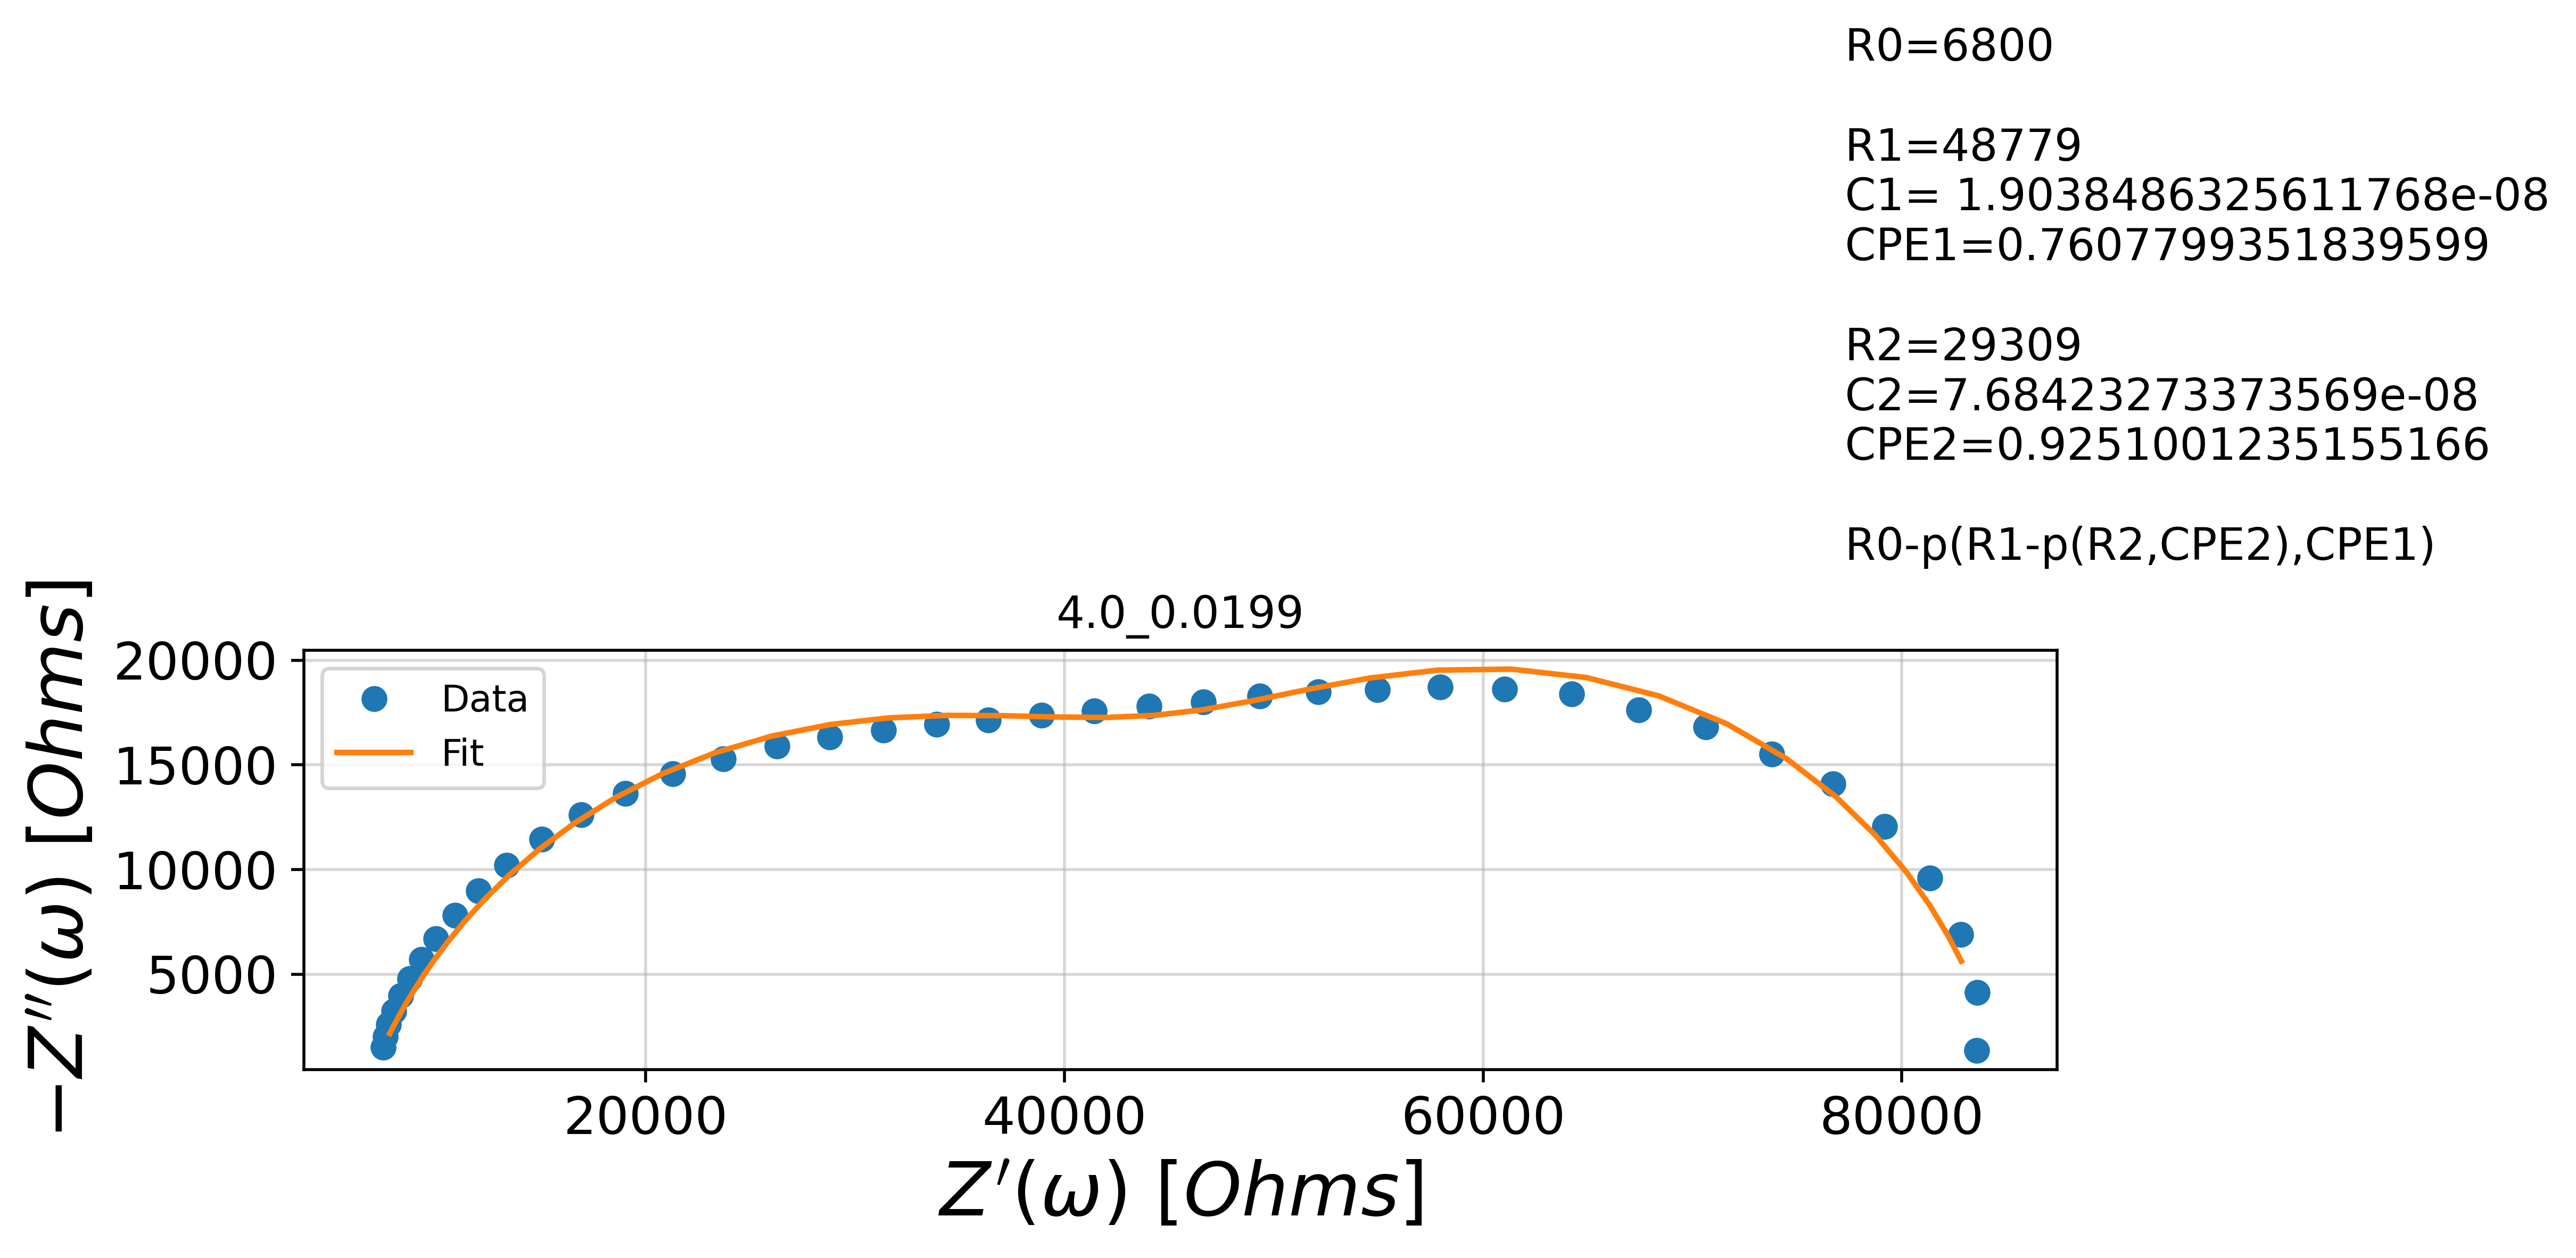 R0=6800
R1=48779
C1= 1.9038486325611768e-08
CPE1=0.7607799351839599
R2=29309
C2=7.68423273373569e-08
CPE2=0.9251001235155166
R0-p(R1-p(R2,CPE2),CPE1)
4.0_0.0199
−Z′′(ω) [Ohms]
20000
15000
10000
5000
Data
Fit
20000 40000 60000 80000
Z′(ω) [Ohms]